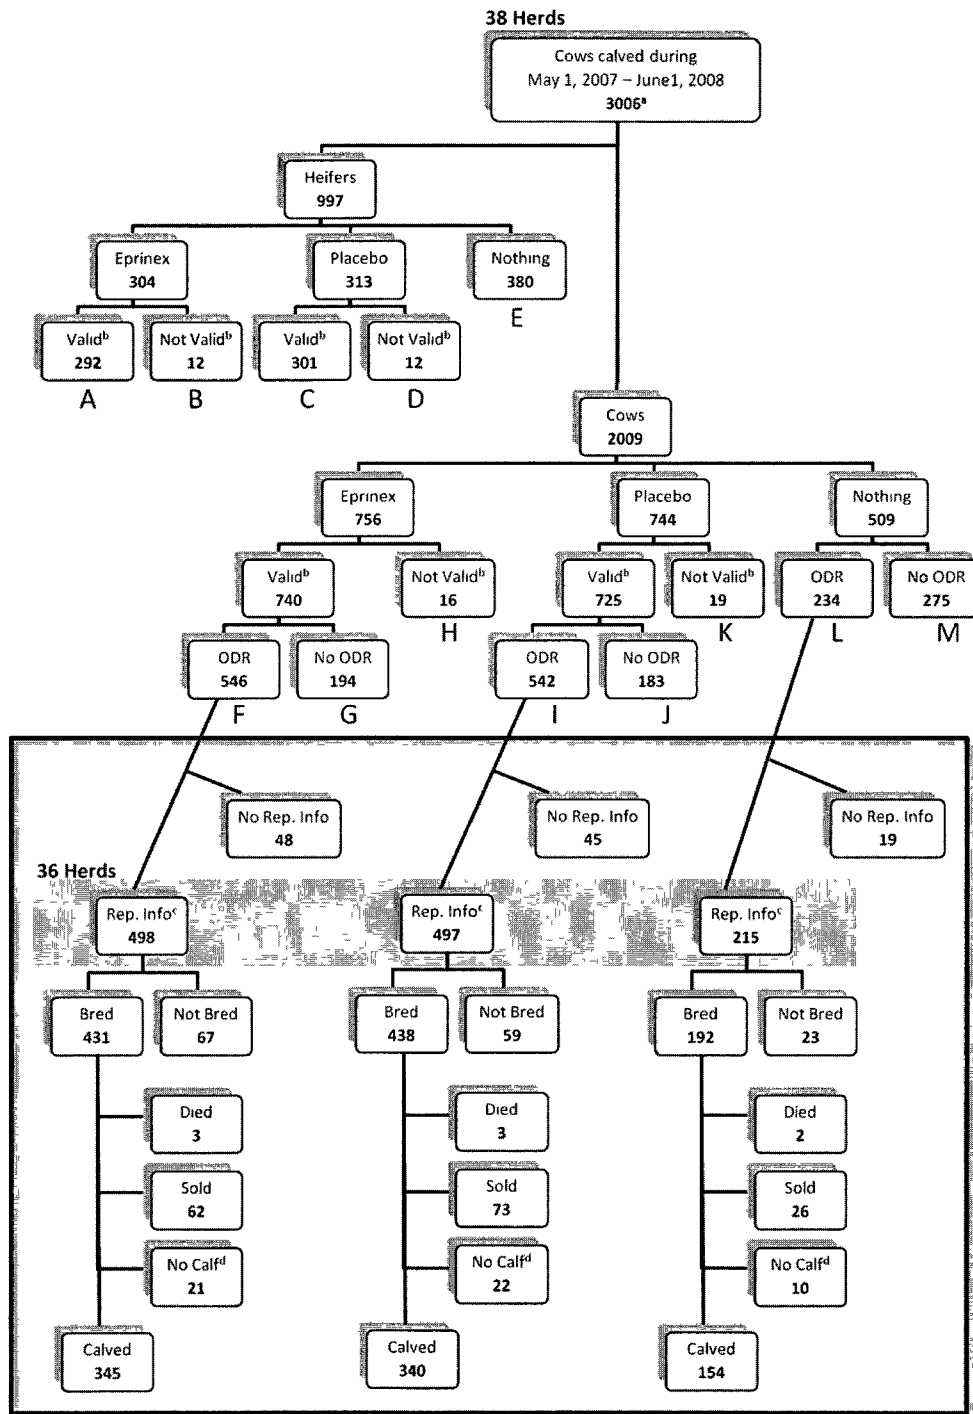 38 Herds
Cows calved during
May 1, 2007 – June1, 2008
3006ª
Heifers
997
Eprinex
304
Placebo
313
Nothing
380
E
Validᵇ
292
Not Validᵇ
12
Validᵇ
301
Not Validᵇ
12
A
B
C
D
Cows
2009
Eprinex
756
Placebo
744
Nothing
509
Validᵇ
740
Not Validᵇ
16
Validᵇ
725
Not Validᵇ
19
ODR
234
No ODR
275
H
K
L
M
ODR
546
No ODR
194
ODR
542
No ODR
183
F
G
I
J
No Rep. Info
48
No Rep. Info
45
No Rep. Info
19
36 Herds
Rep. Infoᶜ
498
Rep. Infoᶜ
497
Rep. Infoᶜ
215
Bred
431
Not Bred
67
Bred
438
Not Bred
59
Bred
192
Not Bred
23
Died
3
Died
3
Died
2
Sold
62
Sold
73
Sold
26
No Calfᵈ
21
No Calfᵈ
22
No Calfᵈ
10
Calved
345
Calved
340
Calved
154